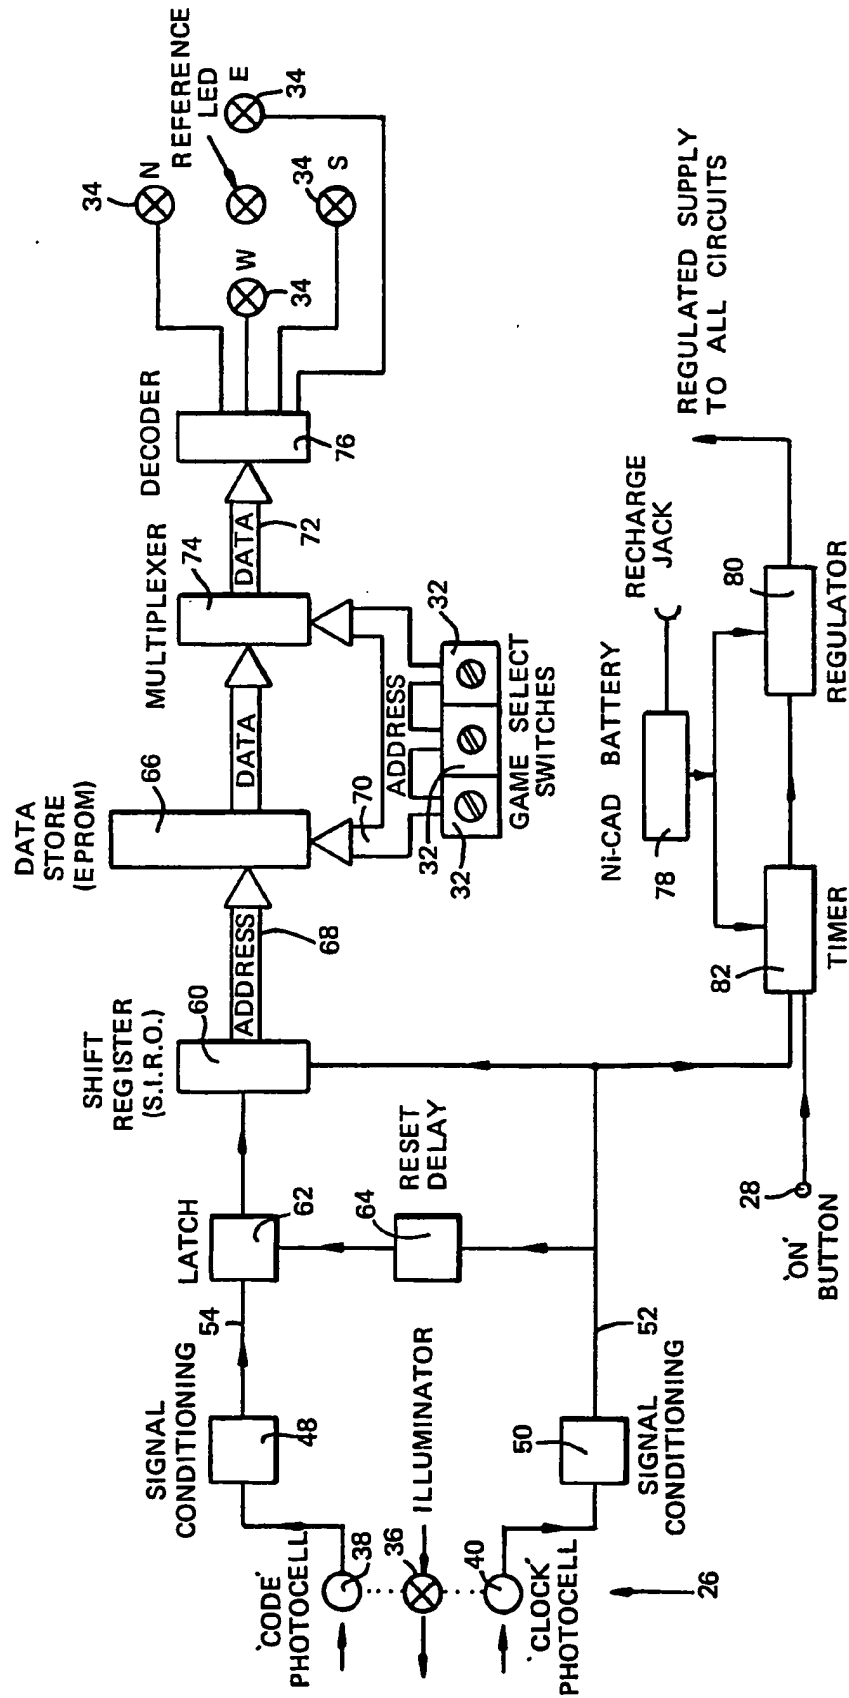 'CODE'
PHOTOCELL
38
SIGNAL
CONDITIONING
48
54
LATCH
62
SHIFT
REGISTER
(S.I.R.O.)
60
ADDRESS
68
DATA
STORE
(EPROM)
66
DATA
MULTIPLEXER
74
DATA
72
DECODER
76
34
N
REFERENCE
LED
W
34
E
34
34
S
36
ILLUMINATOR
64
RESET
DELAY
70
ADDRESS
32
32
32
GAME SELECT
SWITCHES
40
'CLOCK'
PHOTOCELL
26
50
SIGNAL
CONDITIONING
52
Ni-CAD BATTERY
78
RECHARGE
JACK
REGULATED SUPPLY
TO ALL CIRCUITS
28
'ON'
BUTTON
82
TIMER
80
REGULATOR